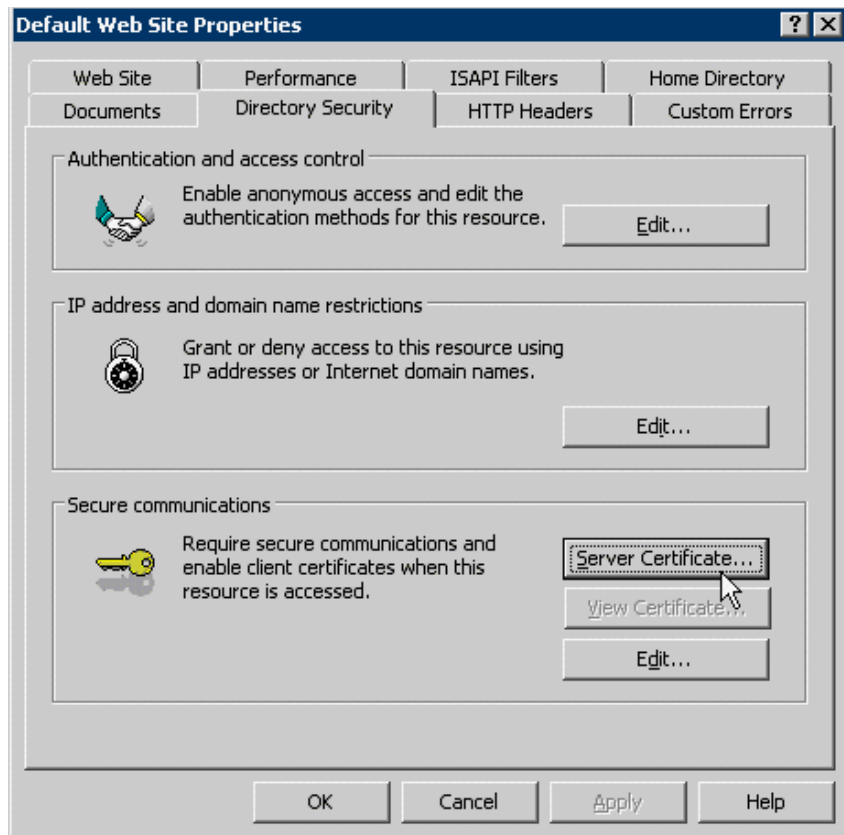 Default Web Site Properties
Web Site Performance ISAPI Filters Home Directory
Documents Directory Security HTTP Headers Custom Errors
Authentication and access control
Enable anonymous access and edit the
authentication methods for this resource.
Edit...
IP address and domain name restrictions
Grant or deny access to this resource using
IP addresses or Internet domain names.
Edit...
Secure communications
Require secure communications and
enable client certificates when this
resource is accessed.
Server Certificate...
View Certificate...
Edit...
OK Cancel Apply Help